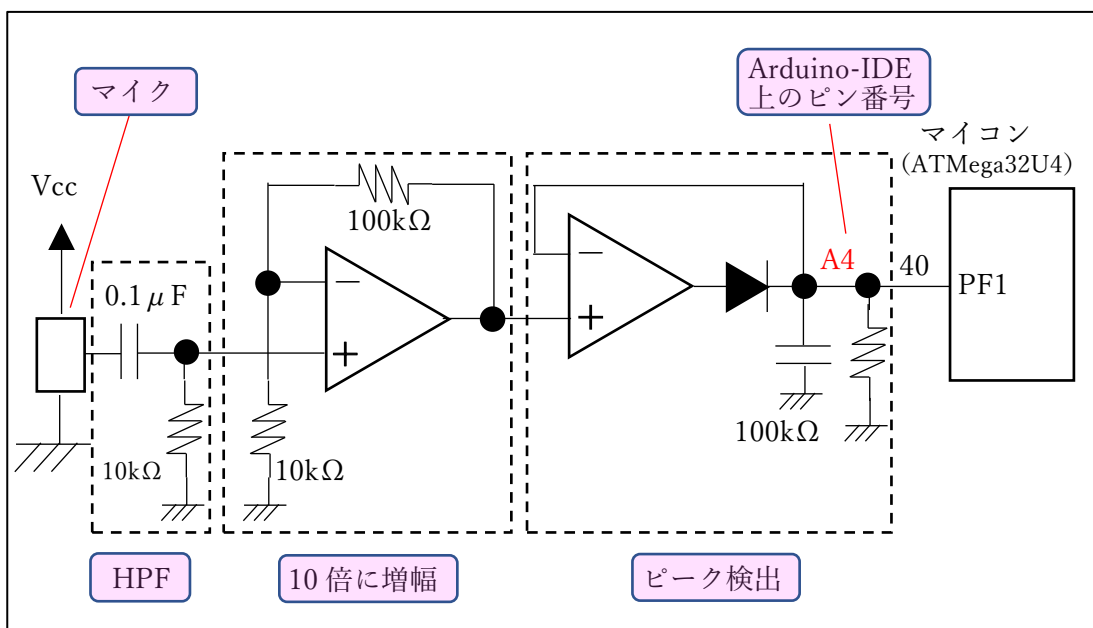 マイク
Arduino-IDE
上のピン番号
マイコン
(ATMega32U4)
Vcc
100kΩ
0.1μF
−
+
−
+
A4
40
PF1
10kΩ
10kΩ
100kΩ
HPF
10倍に増幅
ピーク検出